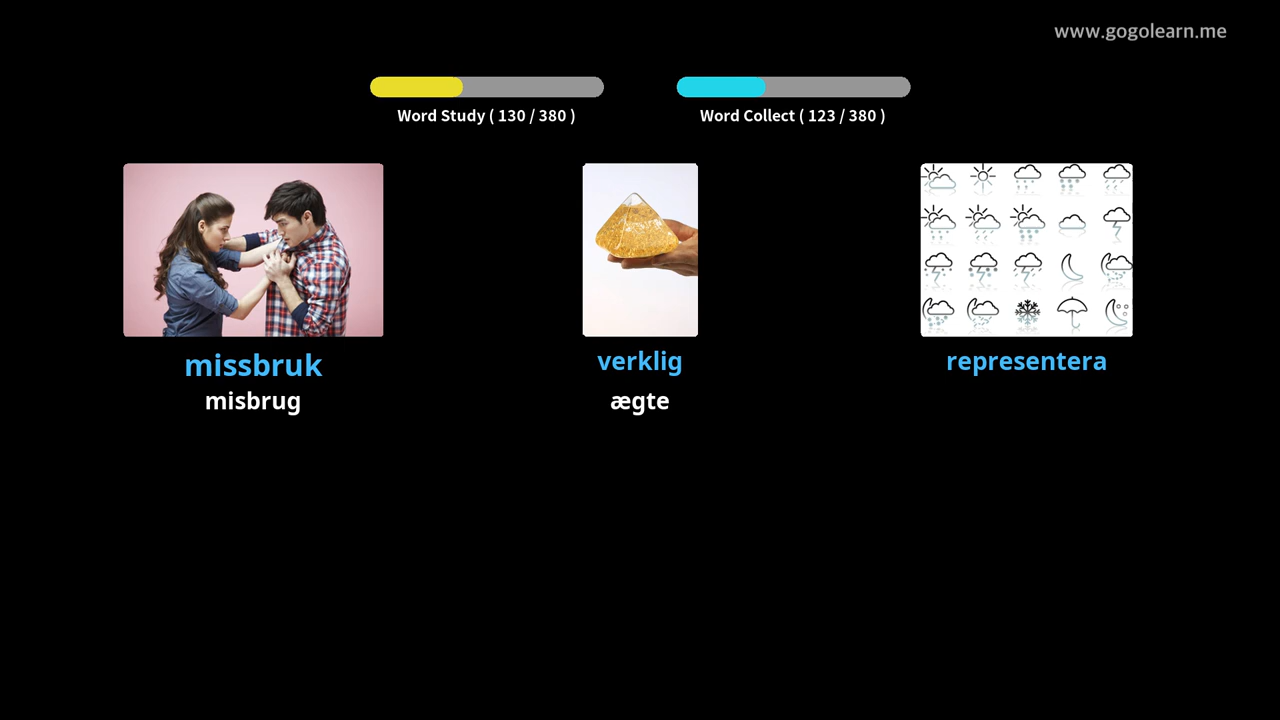 www.gogolearn.me
Word Study ( 130 / 380 )
Word Collect ( 123 / 380 )
missbruk
misbrug
verklig
ægte
representera